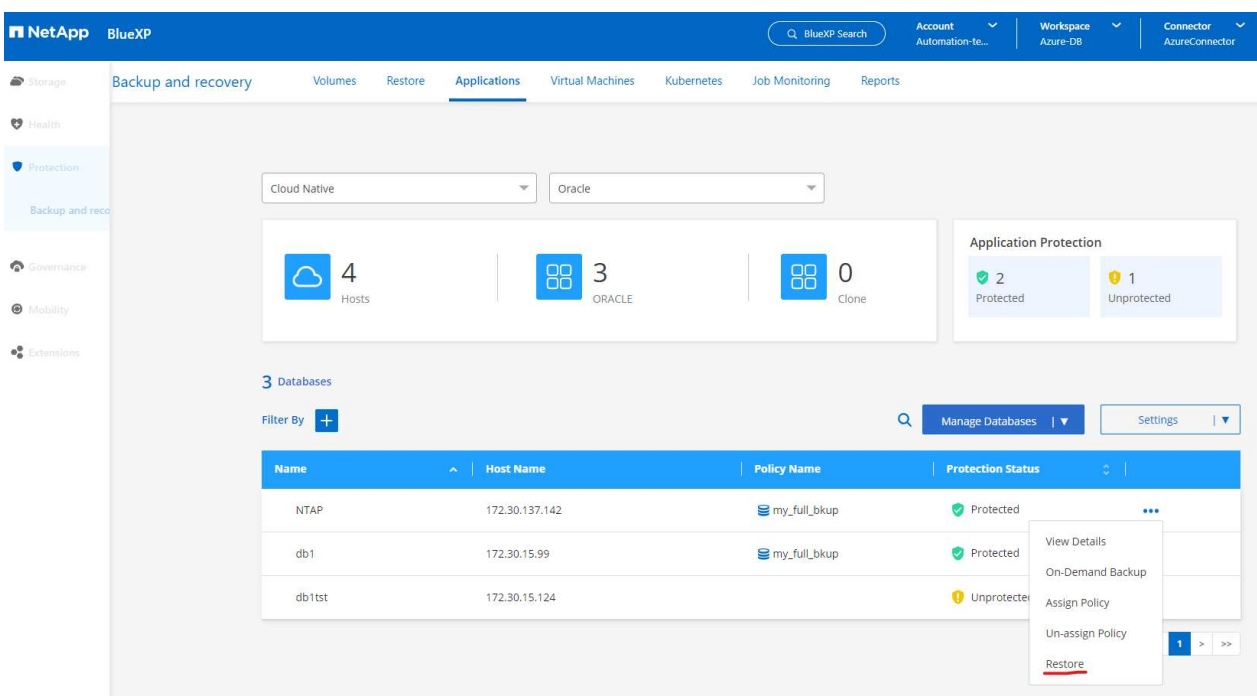 NetApp BlueXP
BlueXP Search
Account
Automation-te...
Workspace
Azure-DB
Connector
AzureConnector
Storage
Health
Protection
Backup and reco
Governance
Mobility
Extensions
Backup and recovery
Volumes Restore Applications Virtual Machines Kubernetes Job Monitoring Reports
Cloud Native Oracle
4
Hosts
3
ORACLE
0
Clone
Application Protection
2
Protected
1
Unprotected
3 Databases
Filter By +
Manage Databases
Settings
Name Host Name Policy Name Protection Status
NTAP 172.30.137.142 my_full_bkup Protected
db1 172.30.15.99 my_full_bkup Protected
db1tst 172.30.15.124 Unprotected
View Details
On-Demand Backup
Assign Policy
Un-assign Policy
Restore
1 > >>